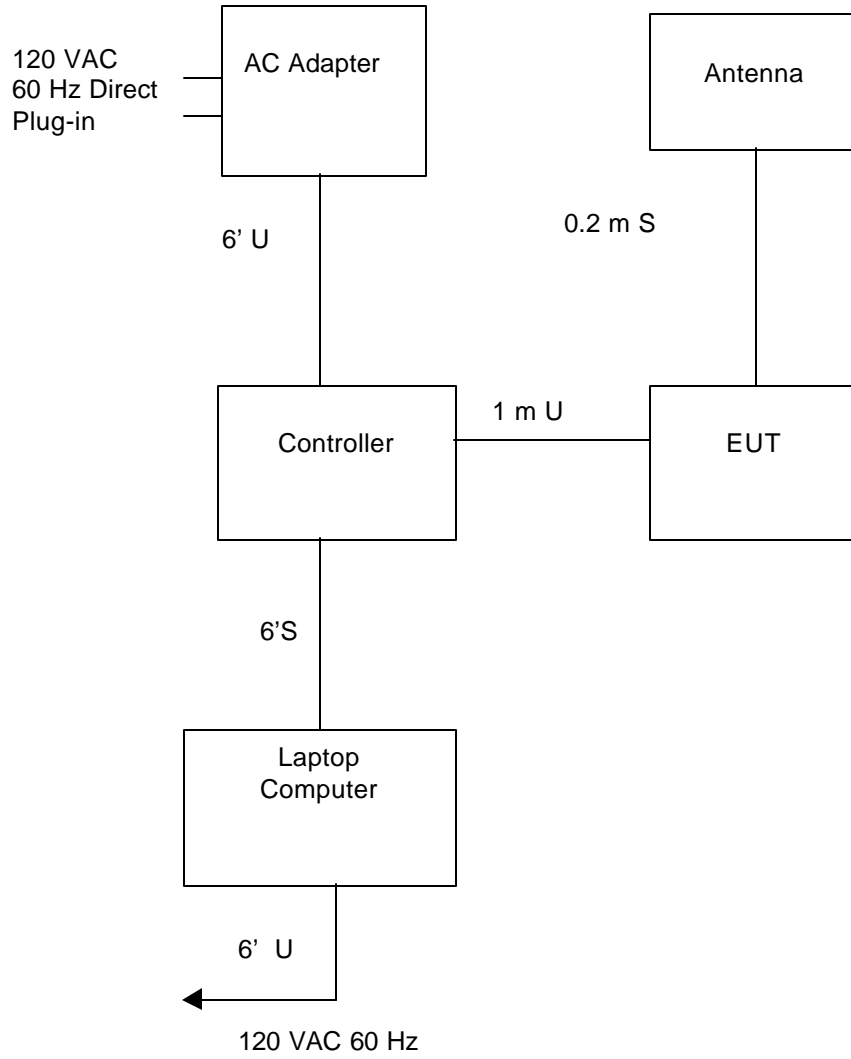 120 VAC
60 Hz Direct
Plug-in
AC Adapter
Antenna
6’ U
0.2 m S
Controller
1 m U
EUT
6’S
Laptop
Computer
6’ U
120 VAC 60 Hz